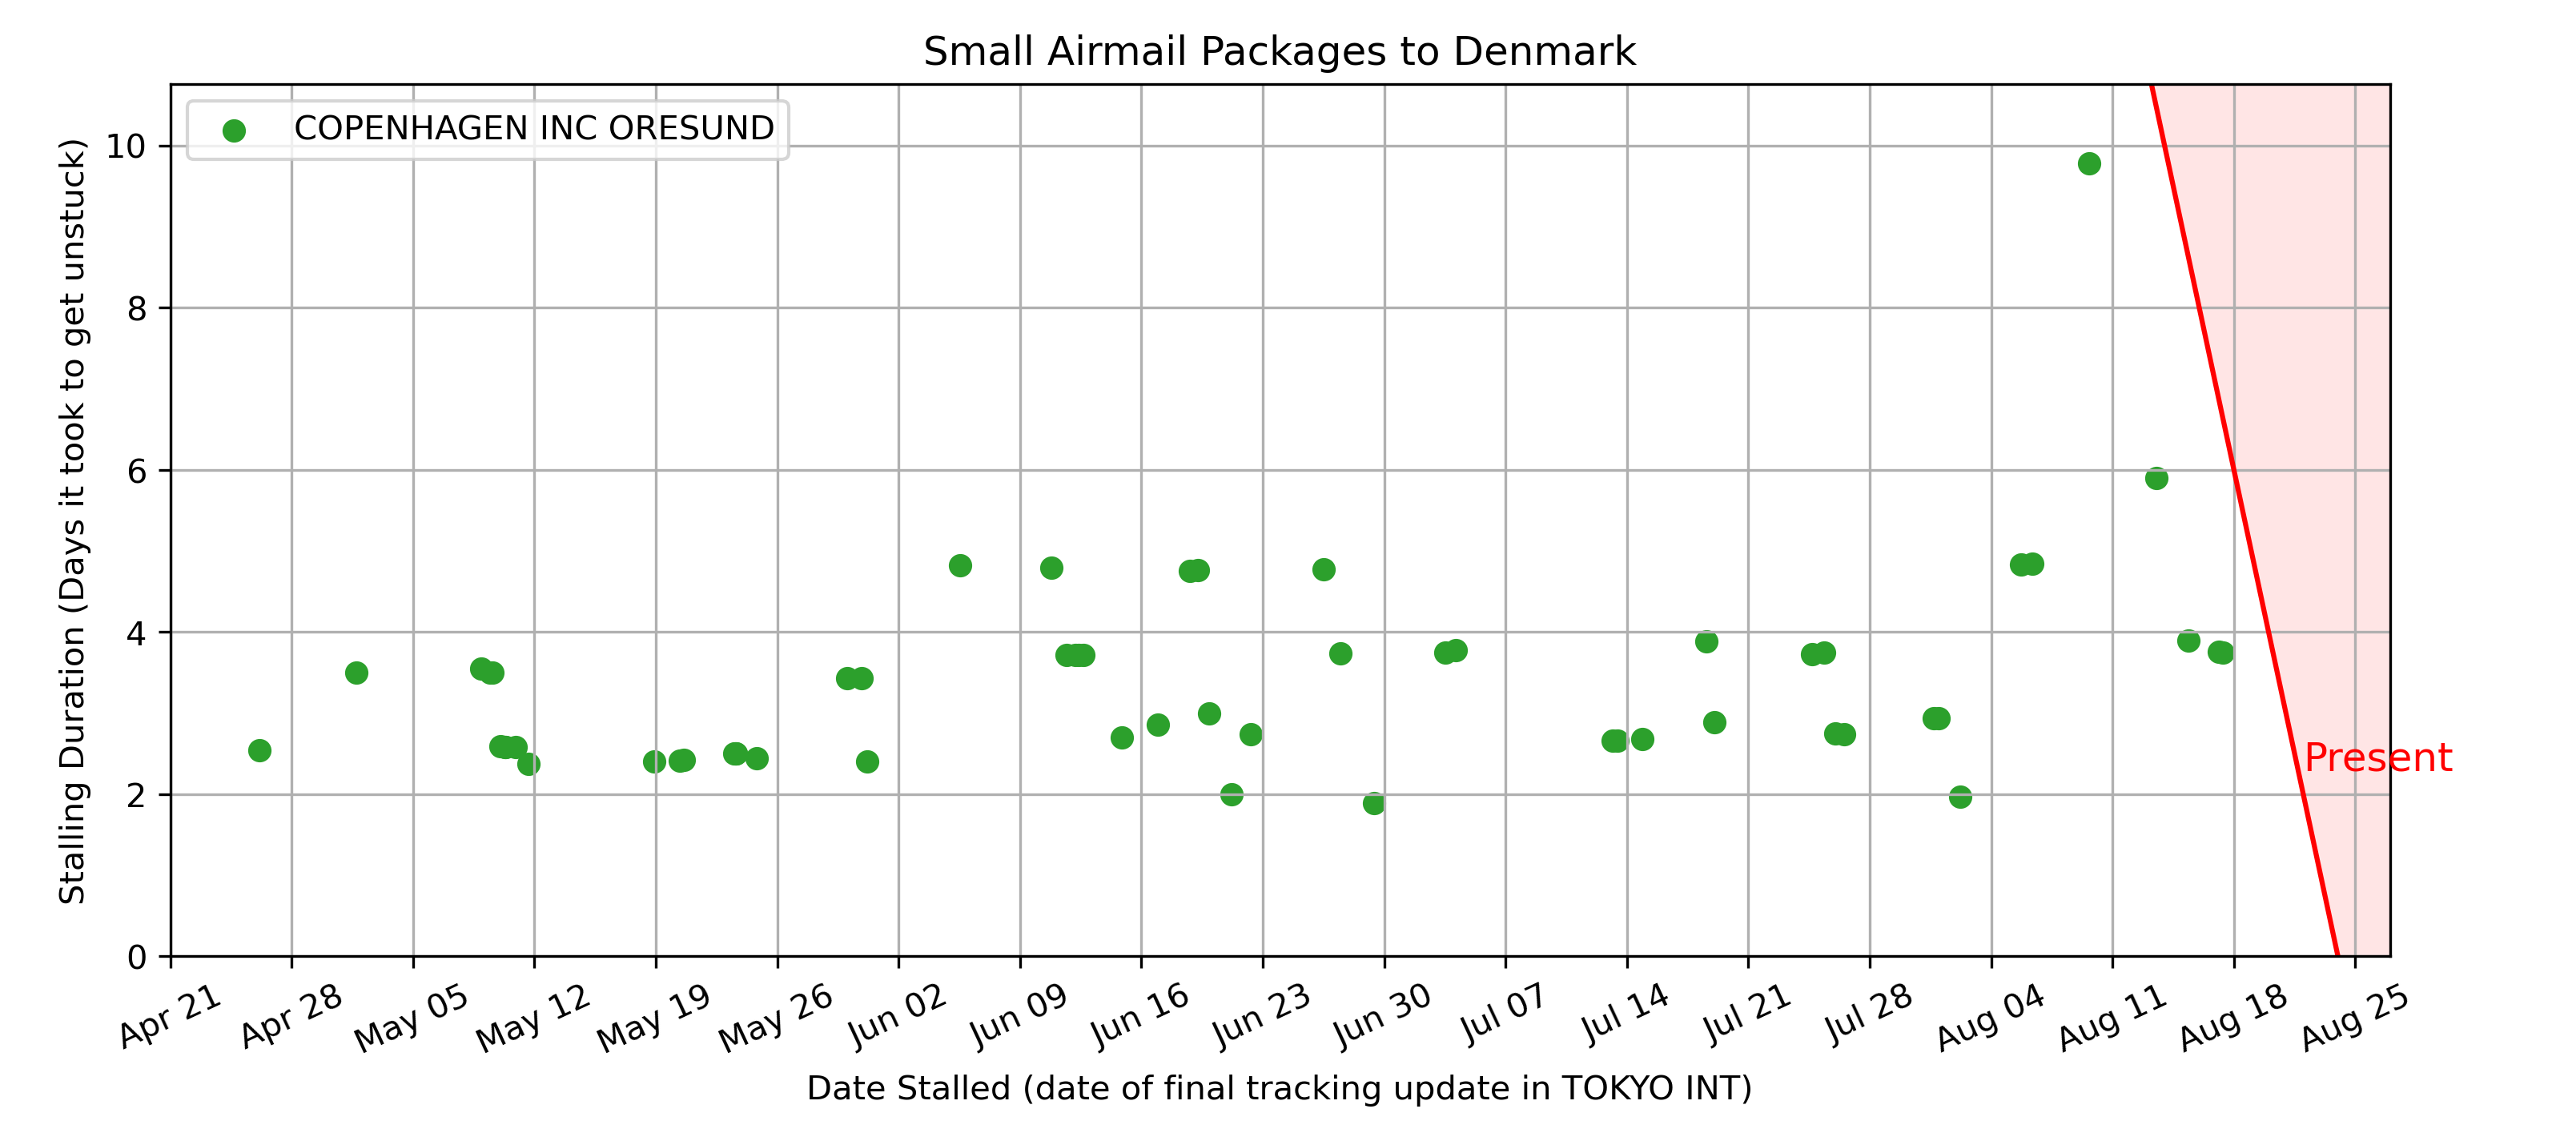 Small Airmail Packages to Denmark
COPENHAGEN INC ORESUND
Stalling Duration (Days it took to get unstuck)
10
8
6
4
2
0
Present
Apr 21
Apr 28
May 05
May 12
May 19
May 26
Jun 02
Jun 09
Jun 16
Jun 23
Jun 30
Jul 07
Jul 14
Jul 21
Jul 28
Aug 04
Aug 11
Aug 18
Aug 25
Date Stalled (date of final tracking update in TOKYO INT)